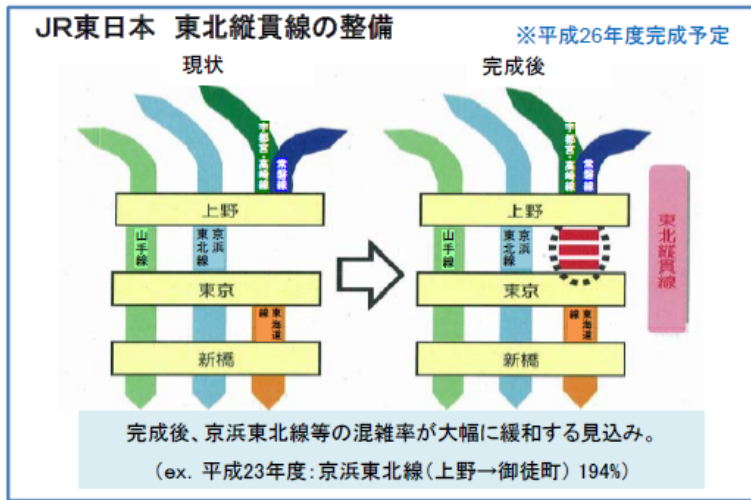 JR東日本 東北縦貫線の整備
※平成26年度完成予定
現状
宇都宮・高崎線
常磐線
上野
山手線
京浜
東北線
東京
東海道
線
新橋
完成後
宇都宮・高崎線
常磐線
上野
山手線
京浜
東北線
東京
東海道
線
新橋
東北縦貫線
完成後、京浜東北線等の混雑率が大幅に緩和する見込み。
(ex. 平成23年度:京浜東北線(上野→御徒町) 194%)